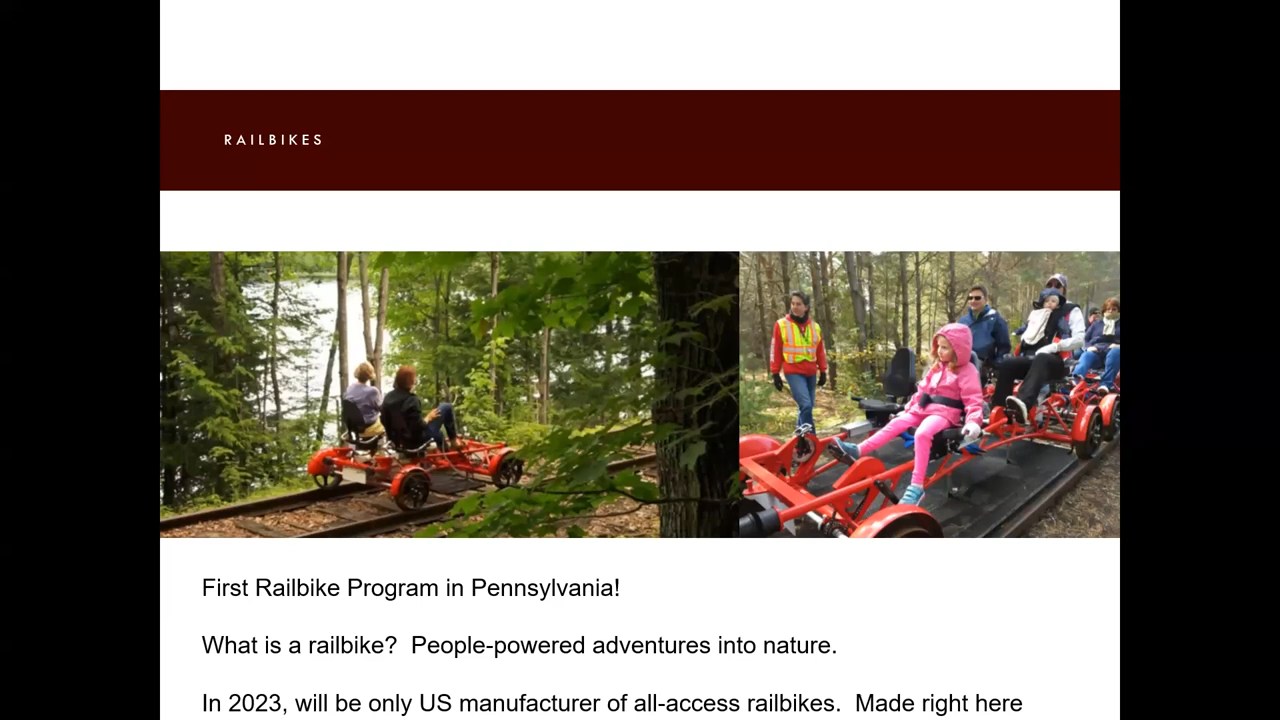 RAILBIKES
First Railbike Program in Pennsylvania!
What is a railbike?  People-powered adventures into nature.
In 2023, will be only US manufacturer of all-access railbikes.  Made right here